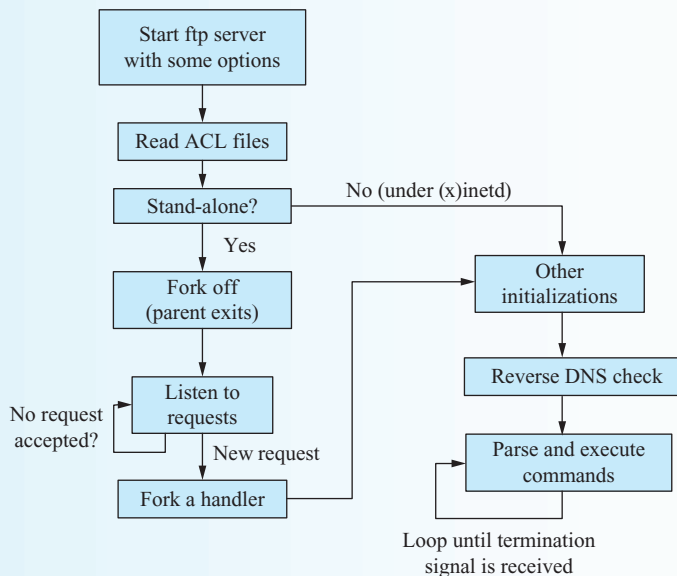 Start ftp server
with some options
Read ACL files
Stand-alone?
No (under (x)inetd)
Yes
Fork off
(parent exits)
Other
initializations
Listen to
requests
No request
accepted?
Reverse DNS check
New request
Fork a handler
Parse and execute
commands
Loop until termination
signal is received